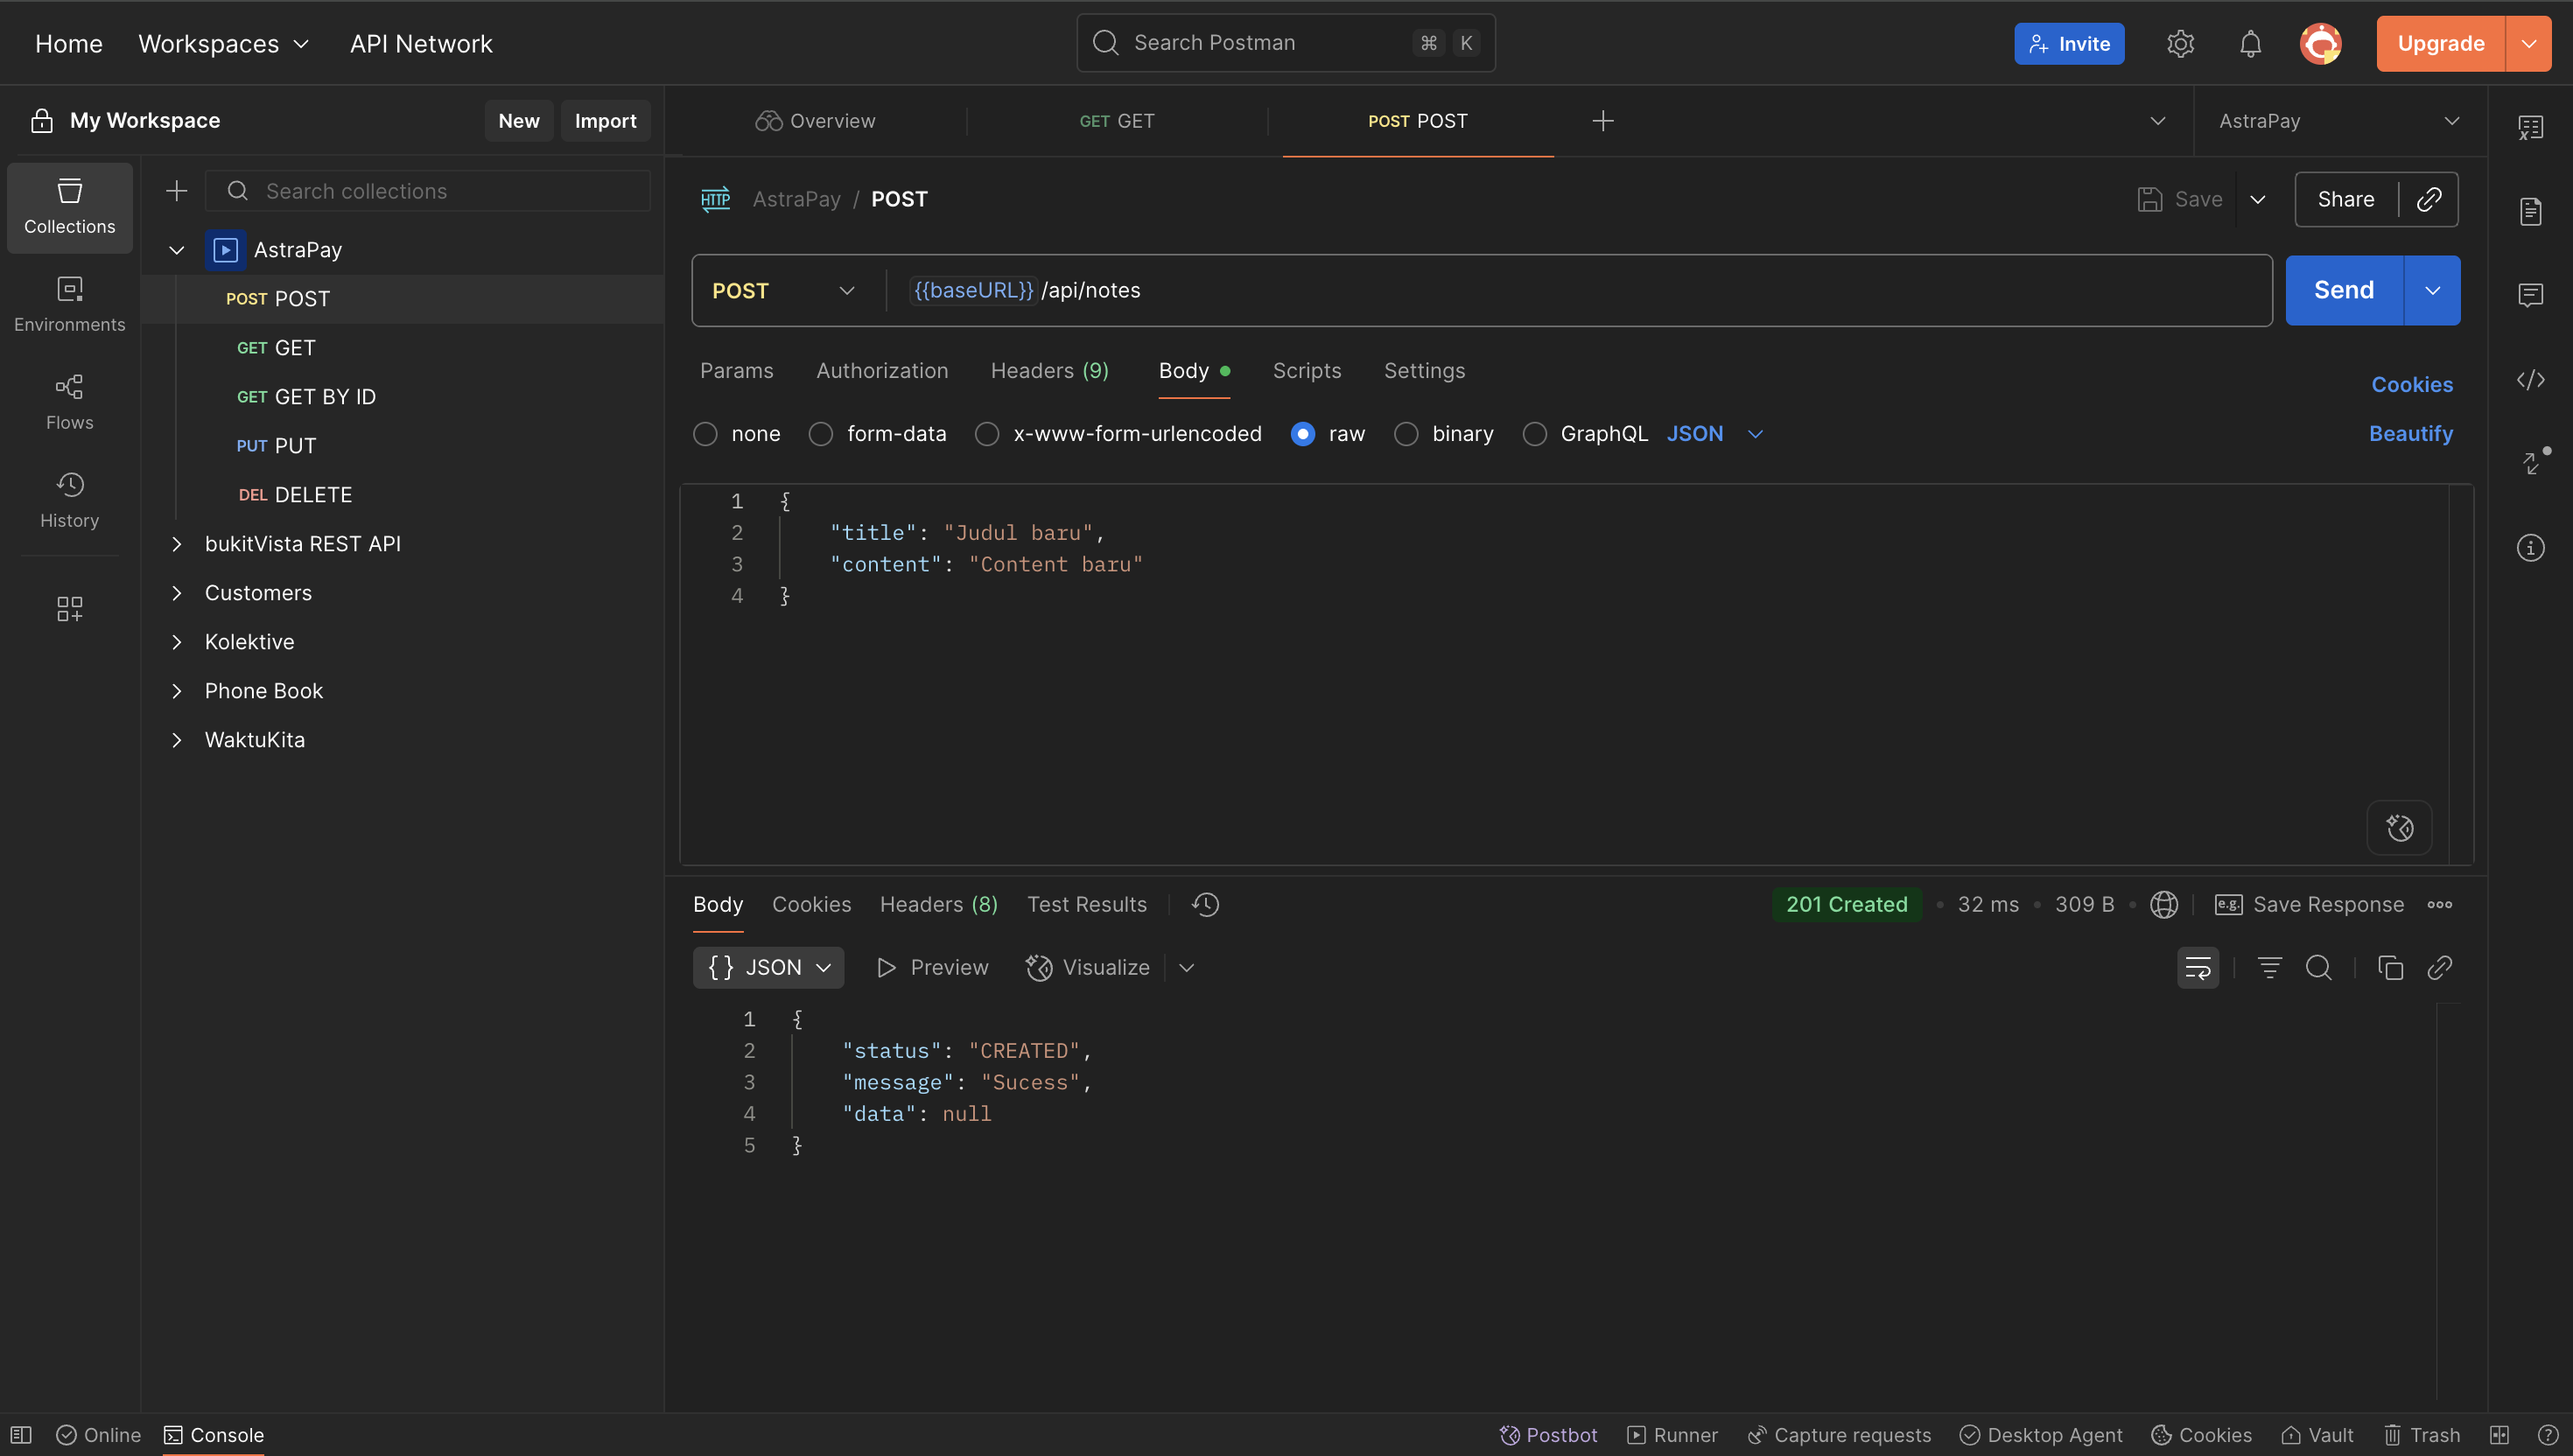 Home Workspaces API Network Search Postman ⌘ K Invite Upgrade
My Workspace New Import
Overview GET GET POST POST AstraPay
Collections
Environments
Flows
History
Search collections
AstraPay
POST POST
GET GET
GET GET BY ID
PUT PUT
DEL DELETE
bukitVista REST API
Customers
Kolektive
Phone Book
WaktuKita
HTTP AstraPay / POST Save Share
POST {{baseURL}}/api/notes Send
Params Authorization Headers (9) Body Scripts Settings Cookies
none form-data x-www-form-urlencoded raw binary GraphQL JSON Beautify
1 {
2 "title": "Judul baru",
3 "content": "Content baru"
4 }
Body Cookies Headers (8) Test Results 201 Created • 32 ms • 309 B • e.g. Save Response
{} JSON Preview Visualize
1 {
2 "status": "CREATED",
3 "message": "Sucess",
4 "data": null
5 }
Online Console Postbot Runner Capture requests Desktop Agent Cookies Vault Trash